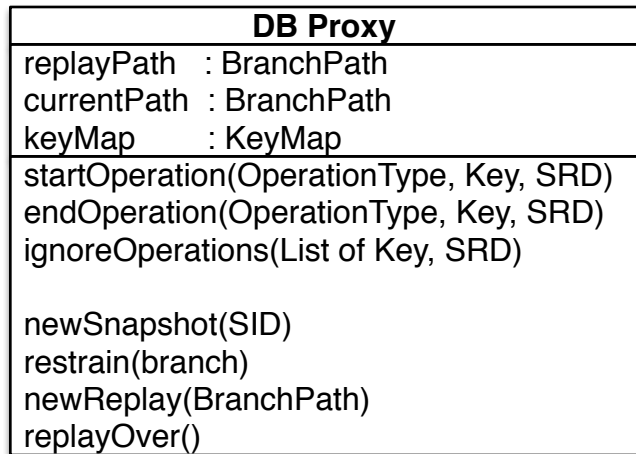 DB Proxy
replayPath : BranchPath
currentPath : BranchPath
keyMap : KeyMap
startOperation(OperationType, Key, SRD)
endOperation(OperationType, Key, SRD)
ignoreOperations(List of Key, SRD)
newSnapshot(SID)
restrain(branch)
newReplay(BranchPath)
replayOver()